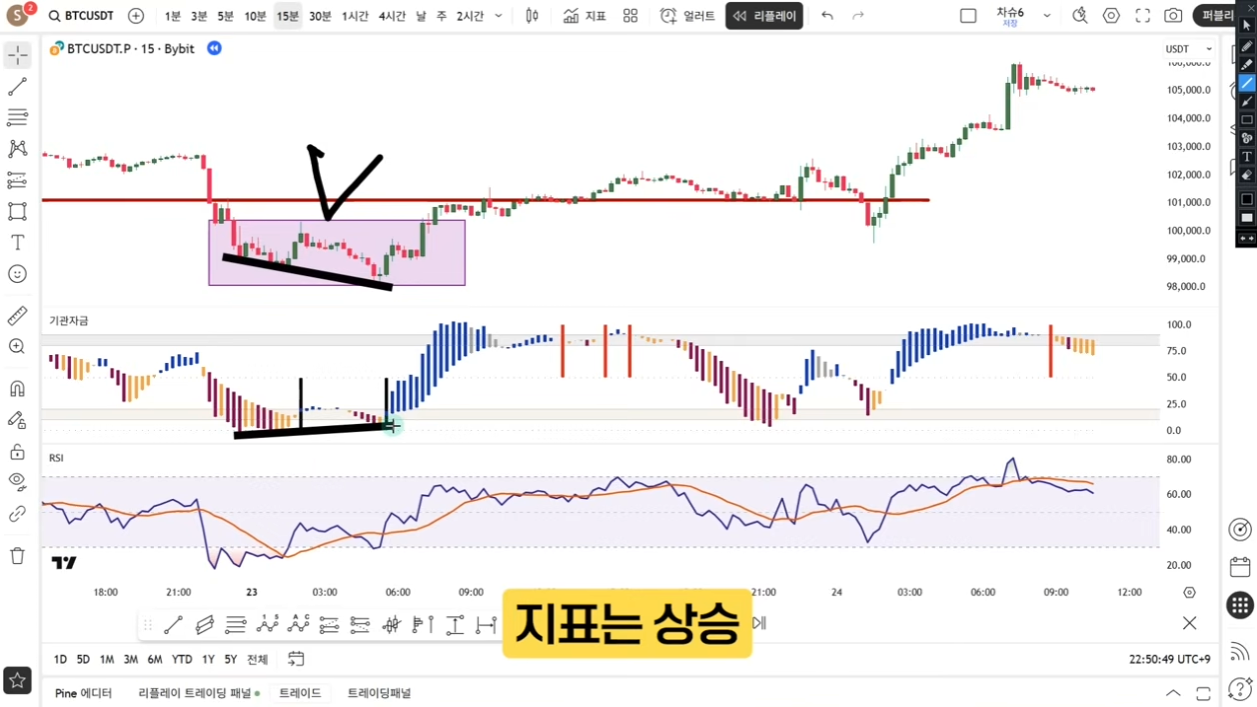 S 2 BTCUSDT 1분 3분 5분 10분 15분 30분 1시간 4시간 날 주 2시간 지표 얼러트 리플레이 차슈6 저장 퍼블리
BTCUSDT.P · 15 · Bybit
USDT
105,000.0
104,000.0
103,000.0
102,000.0
101,000.0
100,000.0
99,000.0
98,000.0
기관자금
100.0
75.0
50.0
25.0
0.0
RSI
80.00
60.00
40.00
20.00
18:00 21:00 23 03:00 06:00 09:00 21:00 24 03:00 06:00 09:00 12:00
지표는 상승
1D 5D 1M 3M 6M YTD 1Y 5Y 전체 22:50:49 UTC+9
Pine 에디터 리플레이 트레이딩 패널 트레이드 트레이딩패널